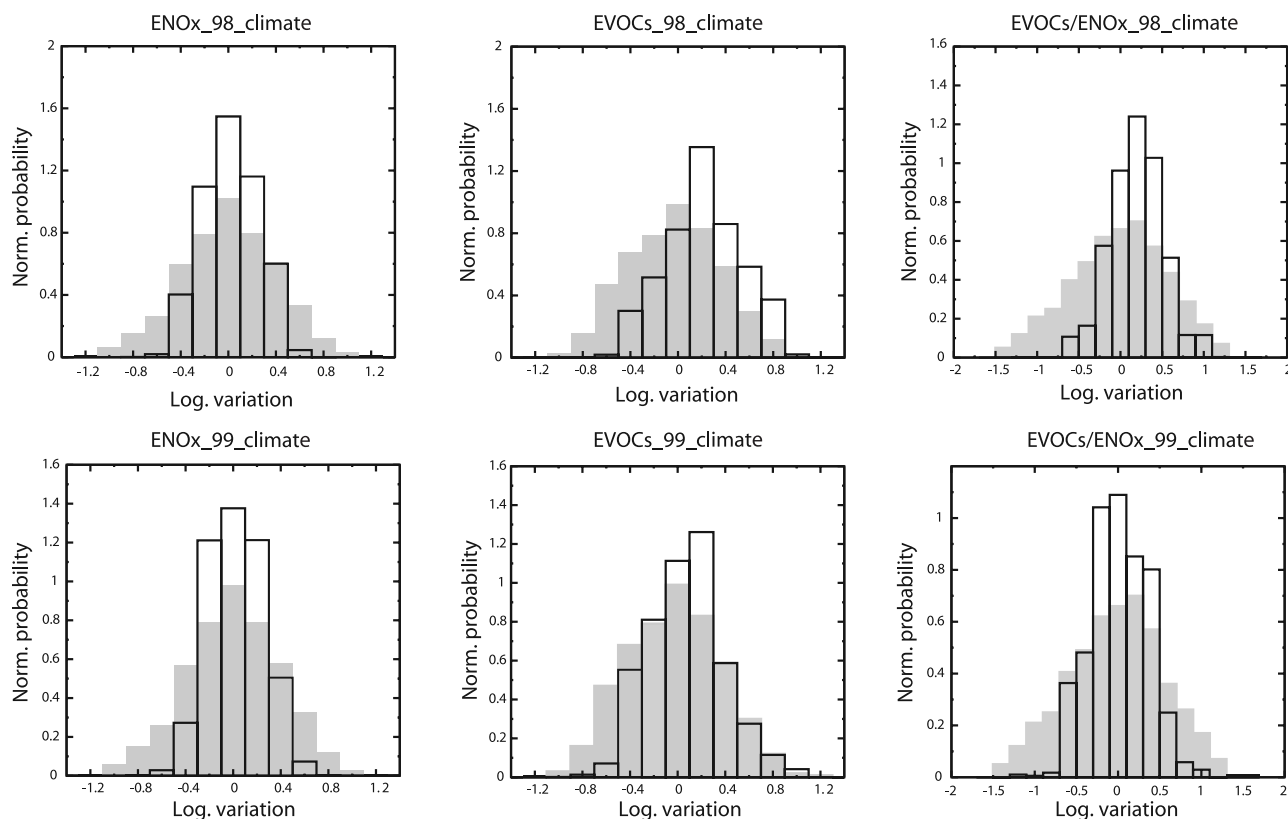 ENOx_98_climate
Norm. probability
2
1.6
1.2
0.8
0.4
0
-1.2 -0.8 -0.4 0 0.4 0.8 1.2
Log. variation
EVOCs_98_climate
Norm. probability
2
1.6
1.2
0.8
0.4
0
-1.2 -0.8 -0.4 0 0.4 0.8 1.2
Log. variation
EVOCs/ENOx_98_climate
Norm. probability
1.6
1.4
1.2
1
0.8
0.6
0.4
0.2
0
-2 -1.5 -1 -0.5 0 0.5 1 1.5 2
Log. variation
ENOx_99_climate
Norm. probability
1.6
1.4
1.2
1
0.8
0.6
0.4
0.2
0
-1.2 -0.8 -0.4 0 0.4 0.8 1.2
Log. variation
EVOCs_99_climate
Norm. probability
1.6
1.4
1.2
1
0.8
0.6
0.4
0.2
0
-1.2 -0.8 -0.4 0 0.4 0.8 1.2
Log. variation
EVOCs/ENOx_99_climate
Norm. probability
1
0.8
0.6
0.4
0.2
0
-2 -1.5 -1 -0.5 0 0.5 1 1.5 2
Log. variation